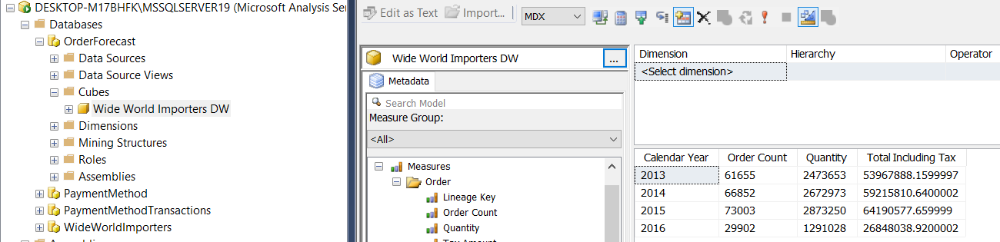 DESKTOP-M17BHFK\MSSQLSERVER19 (Microsoft Analysis Ser
Databases
OrderForecast
Data Sources
Data Source Views
Cubes
Wide World Importers DW
Dimensions
Mining Structures
Roles
Assemblies
PaymentMethod
PaymentMethodTransactions
WideWorldImporters
Edit as Text Import... MDX
Wide World Importers DW ...
Metadata
Search Model
Measure Group:
<All>
Measures
Order
Lineage Key
Order Count
Quantity
Dimension Hierarchy Operator
<Select dimension>
Calendar Year Order Count Quantity Total Including Tax
2013 61655 2473653 53967888.1599997
2014 66852 2672973 59215810.6400002
2015 73003 2873250 64190577.659999
2016 29902 1291028 26848038.9200002